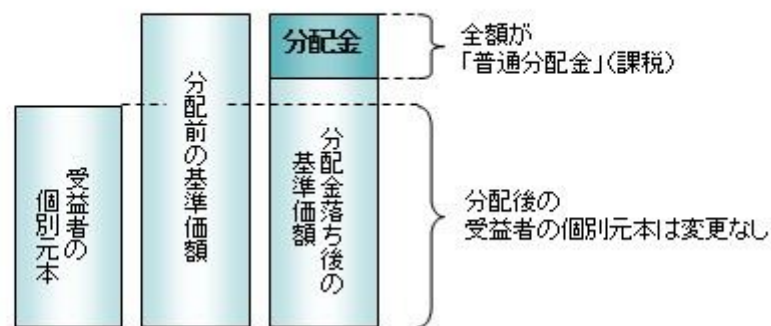 受益者の
個別元本
分配前の基準価額
分配金
分配金落ち後の
基準価額
全額が
「普通分配金」(課税)
分配後の
受益者の個別元本は変更なし